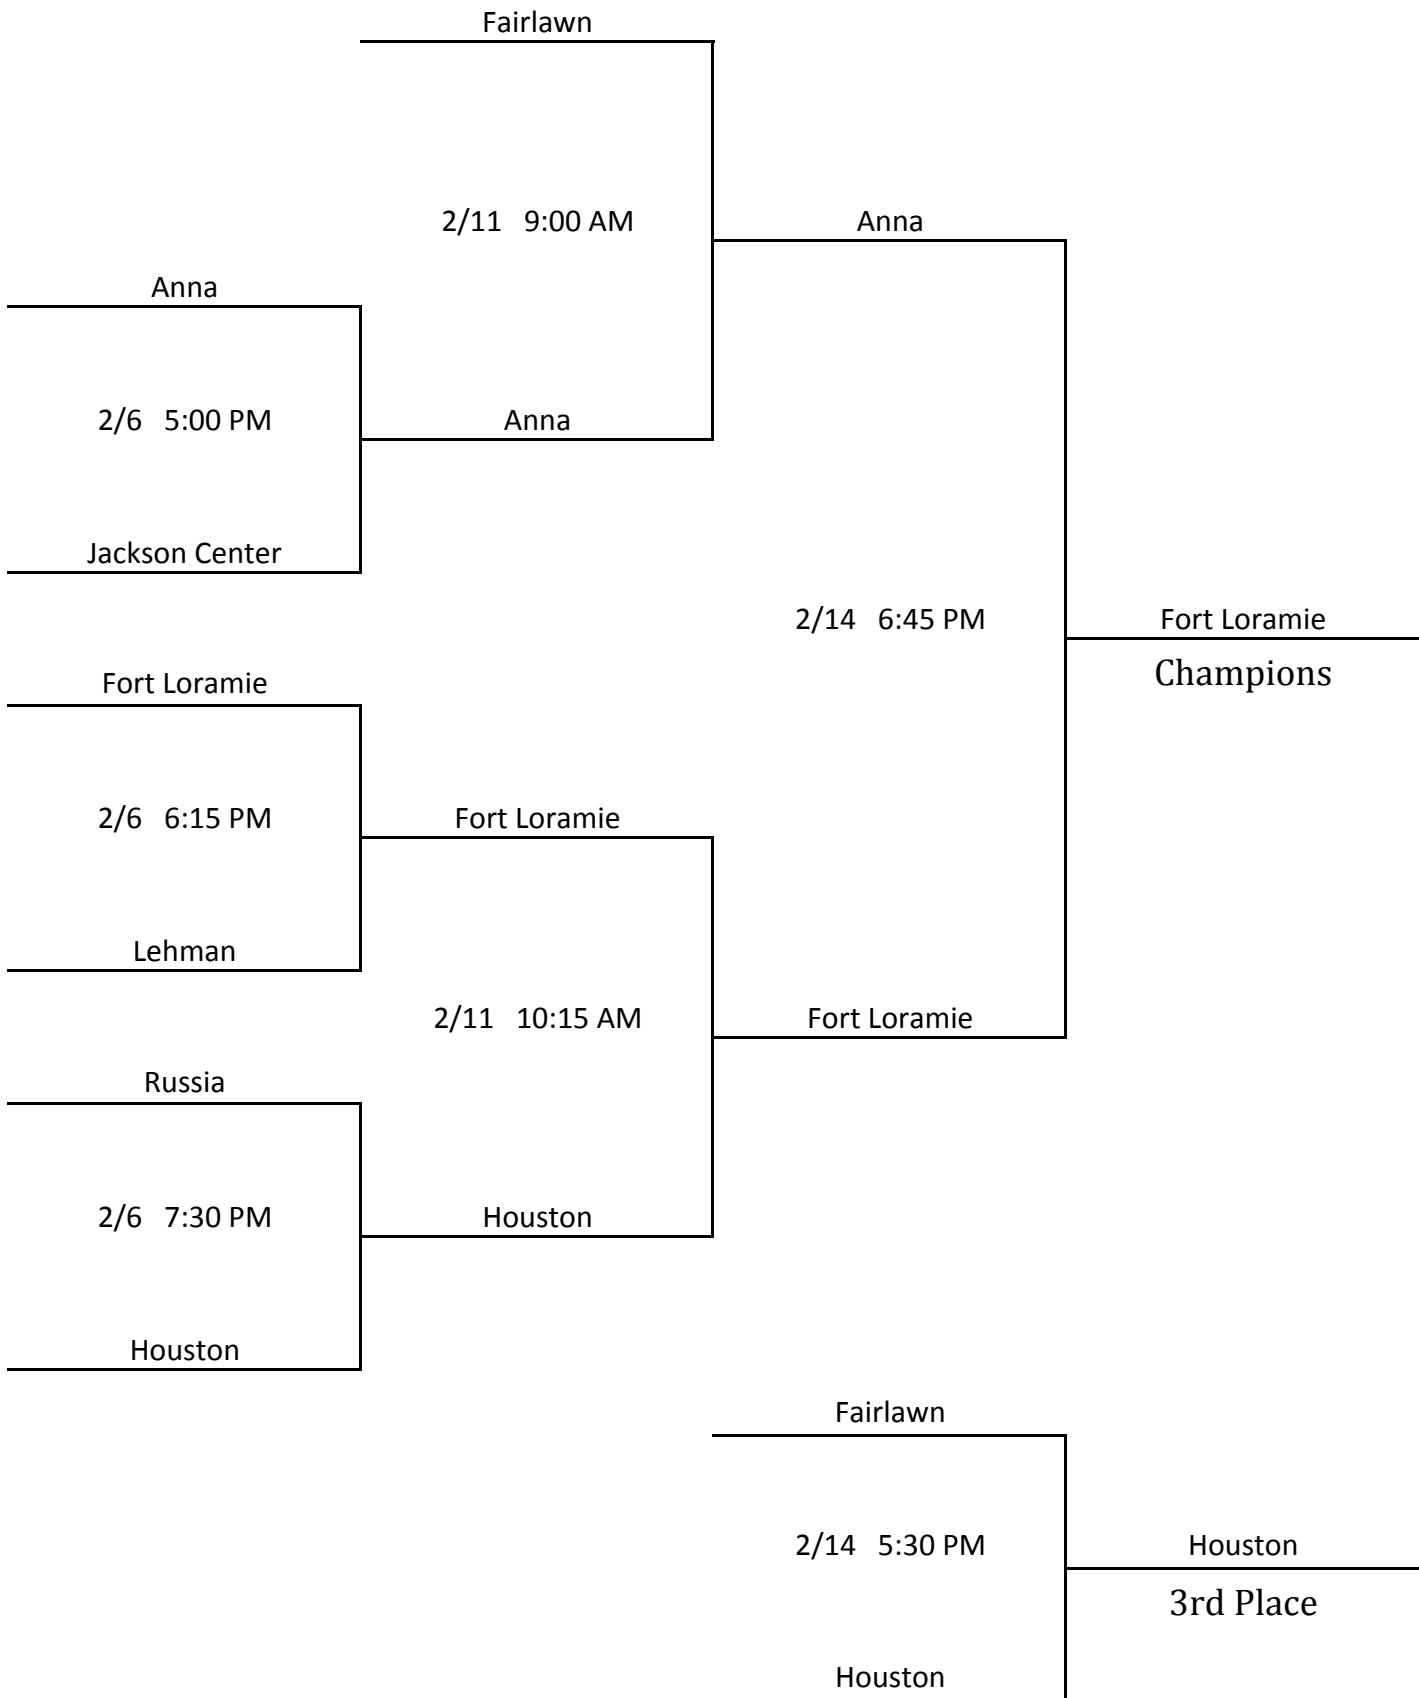 Fairlawn
2/11 9:00 AM
Anna
Anna
2/6 5:00 PM
Anna
Jackson Center
2/14 6:45 PM
Fort Loramie
Champions
Fort Loramie
2/6 6:15 PM
Fort Loramie
Lehman
2/11 10:15 AM
Fort Loramie
Russia
2/6 7:30 PM
Houston
Houston
Fairlawn
2/14 5:30 PM
Houston
3rd Place
Houston